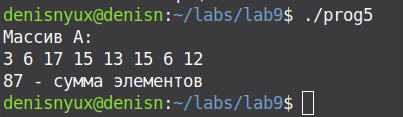 denisnyux@denisn:~/labs/lab9$ ./prog5
Массив A:
3 6 17 15 13 15 6 12
87 - сумма элементов
denisnyux@denisn:~/labs/lab9$